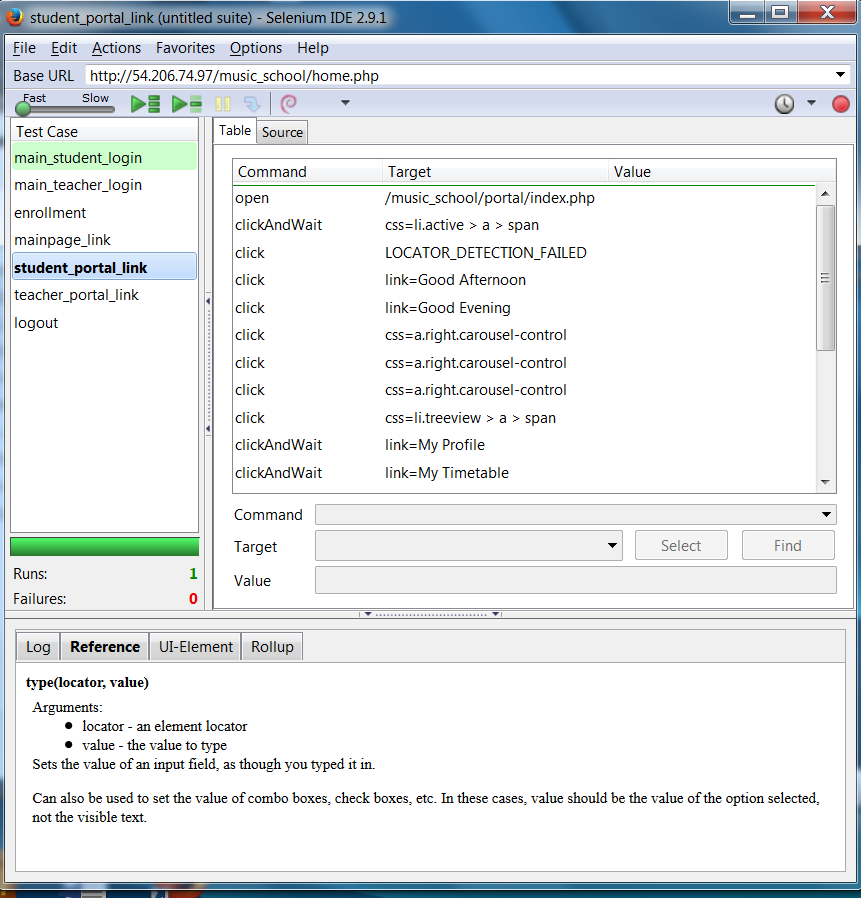 student_portal_link (untitled suite) - Selenium IDE 2.9.1
File Edit Actions Favorites Options Help
Base URL http://54.206.74.97/music_school/home.php
Fast Slow
Test Case
main_student_login
main_teacher_login
enrollment
mainpage_link
student_portal_link
teacher_portal_link
logout
Runs: 1
Failures: 0
Table Source
Command Target Value
open /music_school/portal/index.php
clickAndWait css=li.active > a > span
click LOCATOR_DETECTION_FAILED
click link=Good Afternoon
click link=Good Evening
click css=a.right.carousel-control
click css=a.right.carousel-control
click css=a.right.carousel-control
click css=li.treeview > a > span
clickAndWait link=My Profile
clickAndWait link=My Timetable
Command
Target Select Find
Value
Log Reference UI-Element Rollup
type(locator, value)
Arguments:
• locator - an element locator
• value - the value to type
Sets the value of an input field, as though you typed it in.
Can also be used to set the value of combo boxes, check boxes, etc. In these cases, value should be the value of the option selected,
not the visible text.